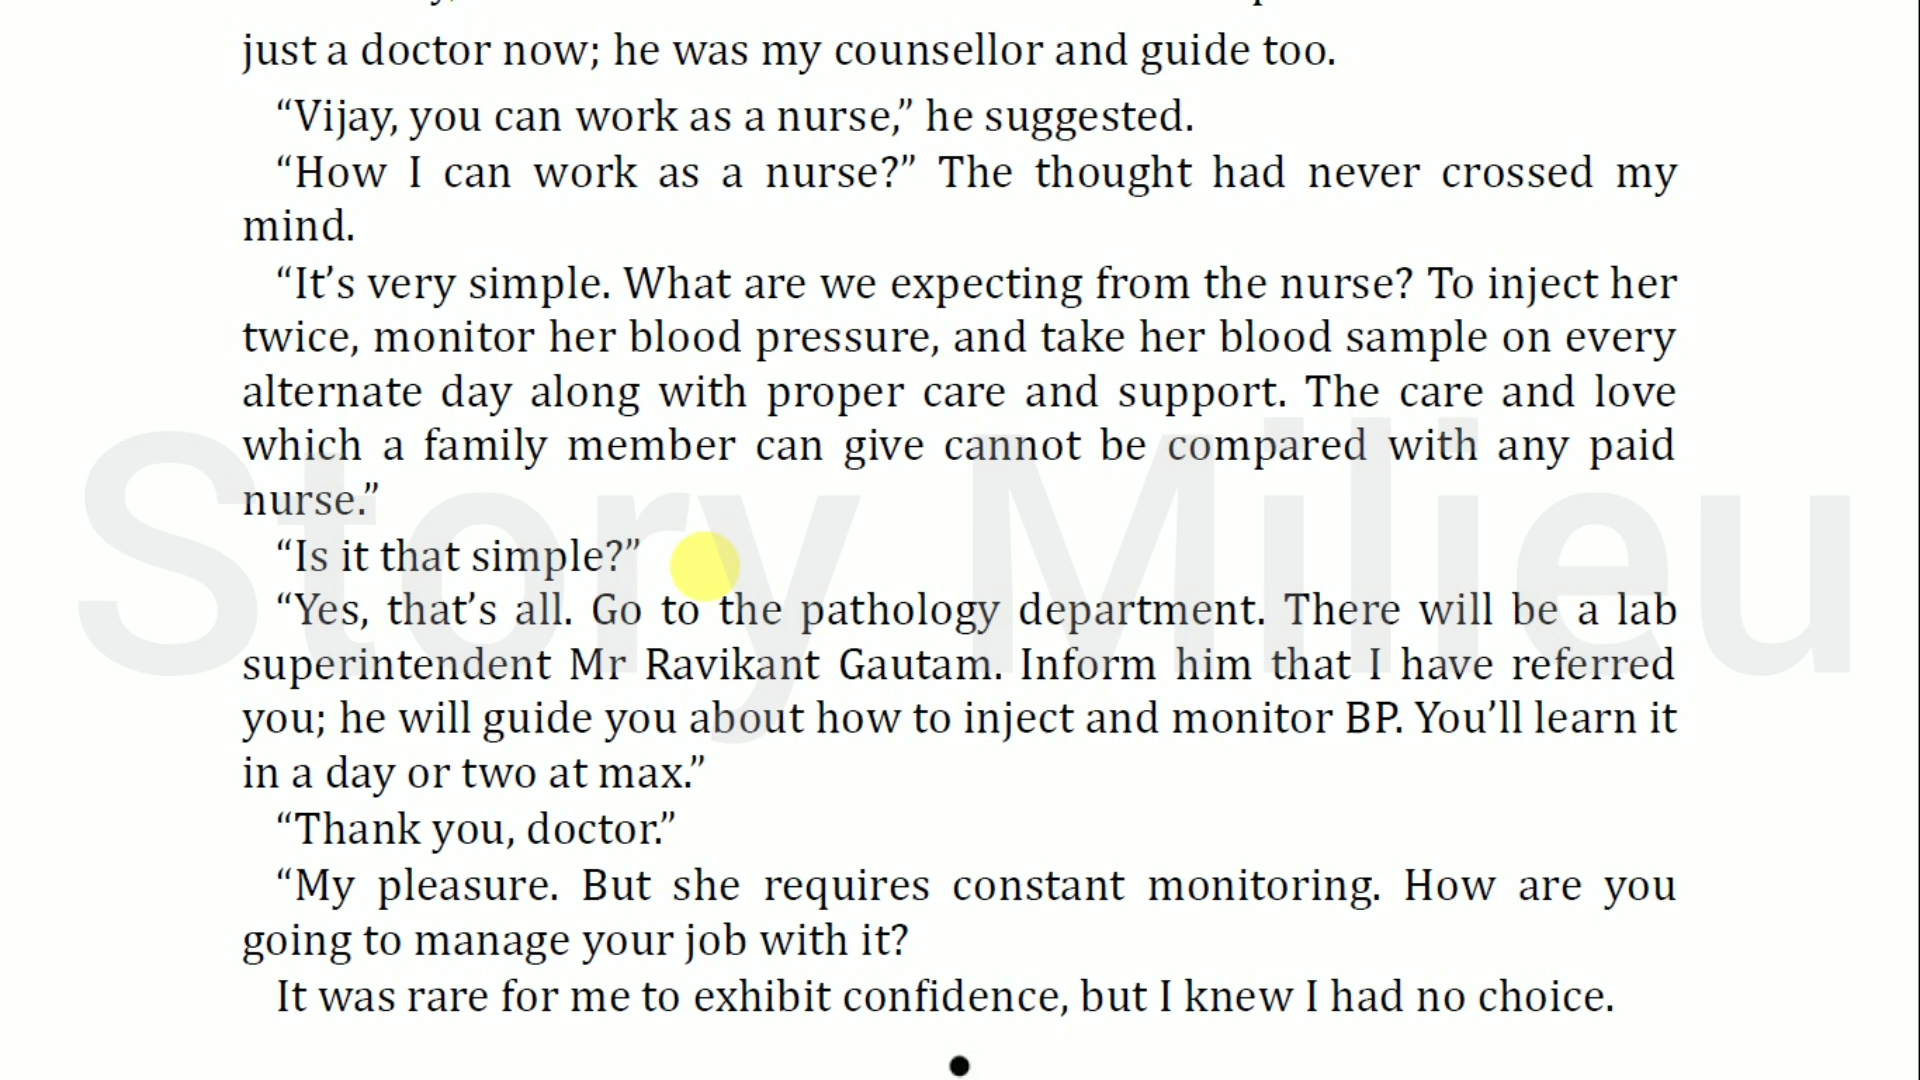 just a doctor now; he was my counsellor and guide too.
“Vijay, you can work as a nurse,” he suggested.
“How I can work as a nurse?” The thought had never crossed my
mind.
“It’s very simple. What are we expecting from the nurse? To inject her
twice, monitor her blood pressure, and take her blood sample on every
alternate day along with proper care and support. The care and love
which a family member can give cannot be compared with any paid
nurse.”
“Is it that simple?”
“Yes, that’s all. Go to the pathology department. There will be a lab
superintendent Mr Ravikant Gautam. Inform him that I have referred
you; he will guide you about how to inject and monitor BP. You’ll learn it
in a day or two at max.”
“Thank you, doctor.”
“My pleasure. But she requires constant monitoring. How are you
going to manage your job with it?
It was rare for me to exhibit confidence, but I knew I had no choice.
Story Milieu